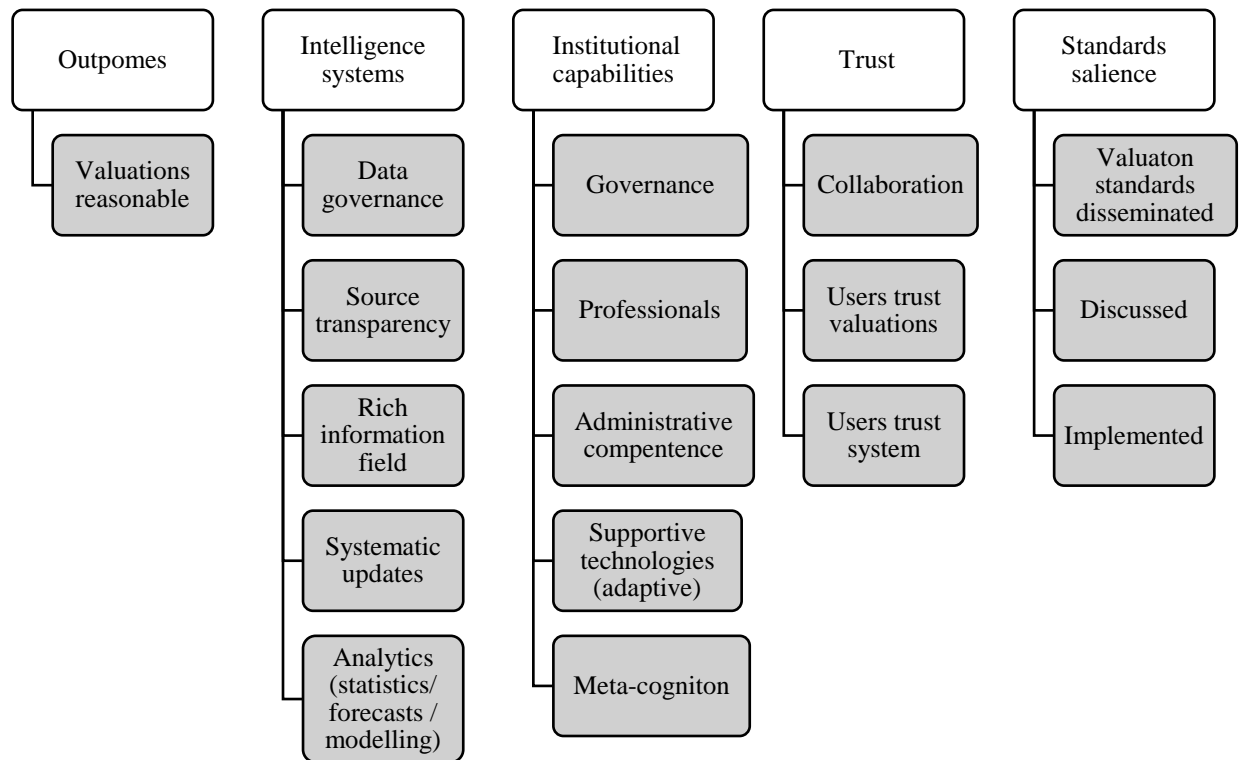 Outpomes
Valuations
reasonable
Intelligence
systems
Data
governance
Source
transparency
Rich
information
field
Systematic
updates
Analytics
(statistics/
forecasts /
modelling)
Institutional
capabilities
Governance
Professionals
Administrative
compentence
Supportive
technologies
(adaptive)
Meta-cogniton
Trust
Collaboration
Users trust
valuations
Users trust
system
Standards
salience
Valuaton
standards
disseminated
Discussed
Implemented